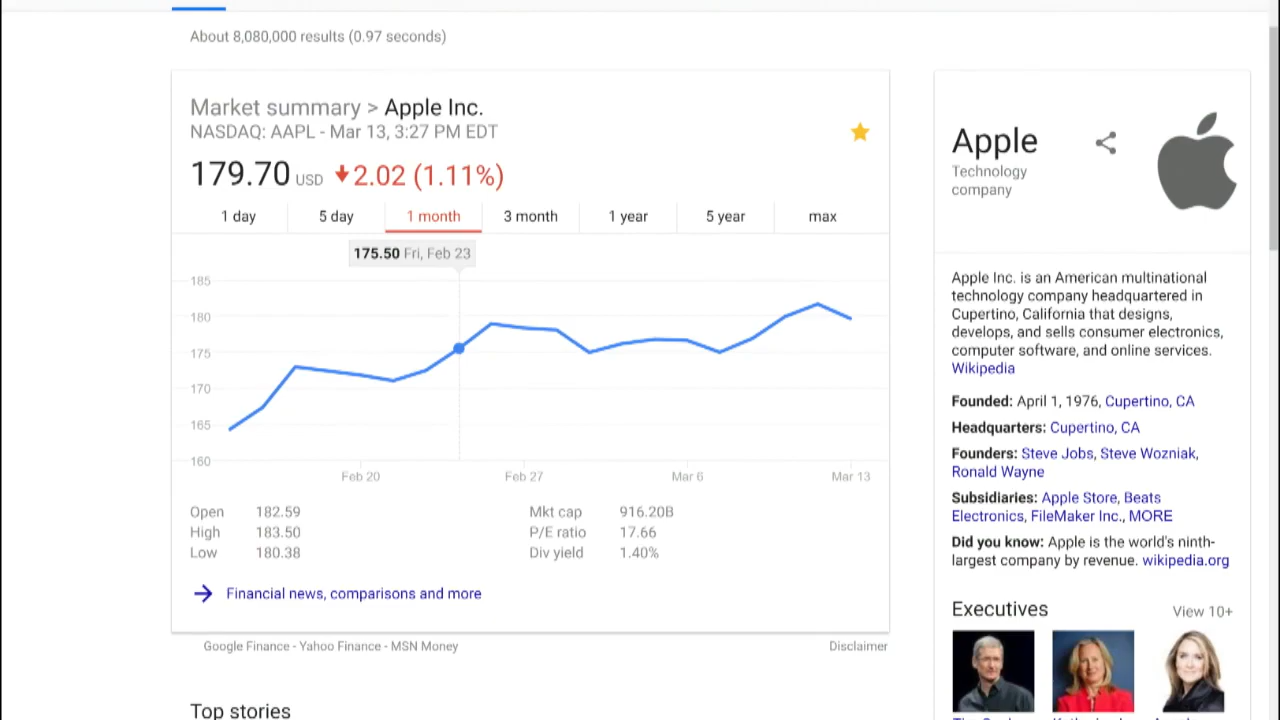 About 8,080,000 results (0.97 seconds)
Market summary > Apple Inc.
NASDAQ: AAPL - Mar 13, 3:27 PM EDT
179.70 USD 2.02 (1.11%)
1 day 5 day 1 month 3 month 1 year 5 year max
175.50 Fri, Feb 23
185
180
175
170
165
160
Feb 20 Feb 27 Mar 6 Mar 13
Open 182.59
High 183.50
Low 180.38
Mkt cap 916.20B
P/E ratio 17.66
Div yield 1.40%
Financial news, comparisons and more
Google Finance - Yahoo Finance - MSN Money
Disclaimer
Top stories
Apple
Technology
company
Apple Inc. is an American multinational
technology company headquartered in
Cupertino, California that designs,
develops, and sells consumer electronics,
computer software, and online services.
Wikipedia
Founded: April 1, 1976, Cupertino, CA
Headquarters: Cupertino, CA
Founders: Steve Jobs, Steve Wozniak,
Ronald Wayne
Subsidiaries: Apple Store, Beats
Electronics, FileMaker Inc., MORE
Did you know: Apple is the world's ninth-
largest company by revenue. wikipedia.org
Executives View 10+